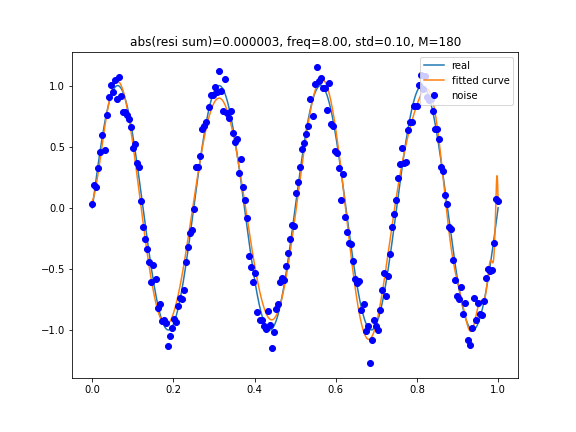 abs(resi sum)=0.000003, freq=8.00, std=0.10, M=180
real
fitted curve
noise
1.0
0.5
0.0
−0.5
−1.0
0.0 0.2 0.4 0.6 0.8 1.0